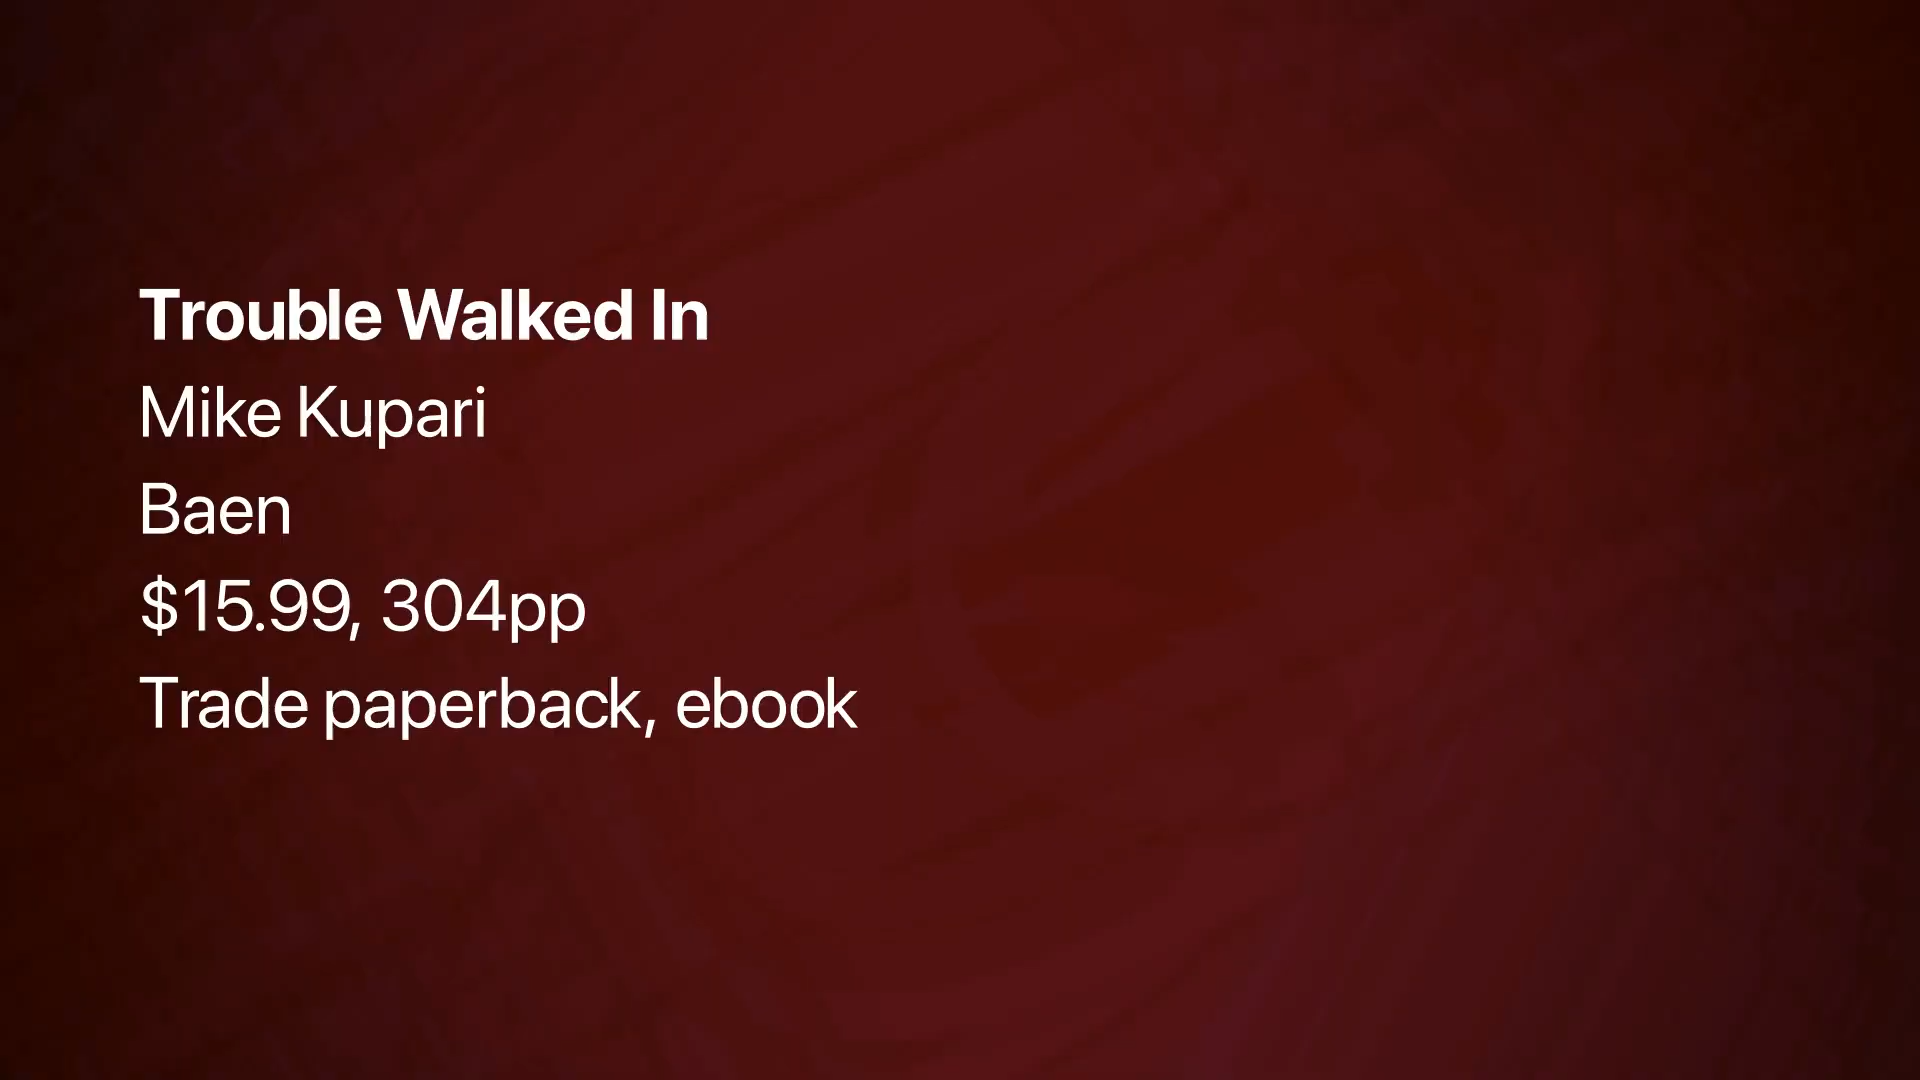 Trouble Walked In
Mike Kupari
Baen
$15.99, 304pp
Trade paperback, ebook